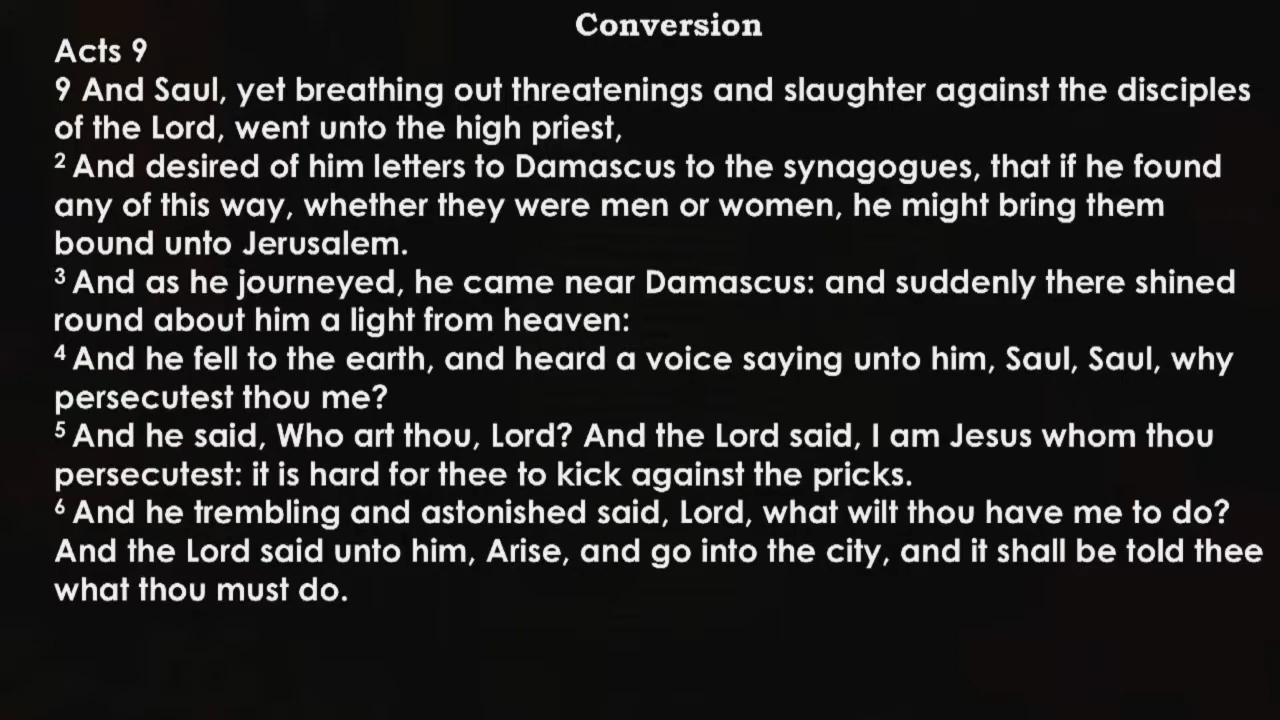 Conversion
Acts 9
9 And Saul, yet breathing out threatenings and slaughter against the disciples
of the Lord, went unto the high priest,
2 And desired of him letters to Damascus to the synagogues, that if he found
any of this way, whether they were men or women, he might bring them
bound unto Jerusalem.
3 And as he journeyed, he came near Damascus: and suddenly there shined
round about him a light from heaven:
4 And he fell to the earth, and heard a voice saying unto him, Saul, Saul, why
persecutest thou me?
5 And he said, Who art thou, Lord? And the Lord said, I am Jesus whom thou
persecutest: it is hard for thee to kick against the pricks.
6 And he trembling and astonished said, Lord, what wilt thou have me to do?
And the Lord said unto him, Arise, and go into the city, and it shall be told thee
what thou must do.